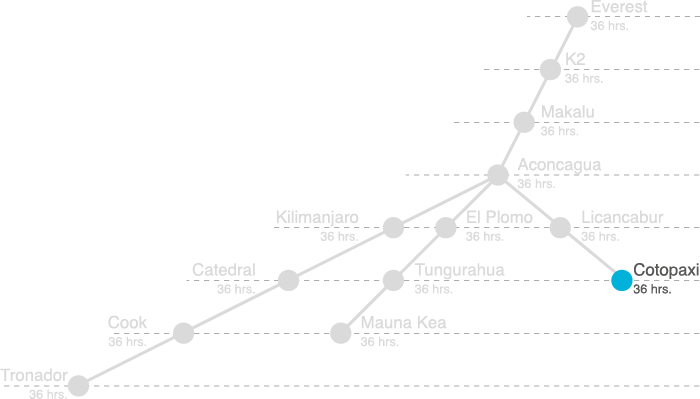 Everest
36 hrs.
K2
36 hrs.
Makalu
36 hrs.
Aconcagua
36 hrs.
Kilimanjaro
36 hrs.
El Plomo
36 hrs.
Licancabur
36 hrs.
Catedral
36 hrs.
Tungurahua
36 hrs.
Cotopaxi
36 hrs.
Cook
36 hrs.
Mauna Kea
36 hrs.
Tronador
36 hrs.